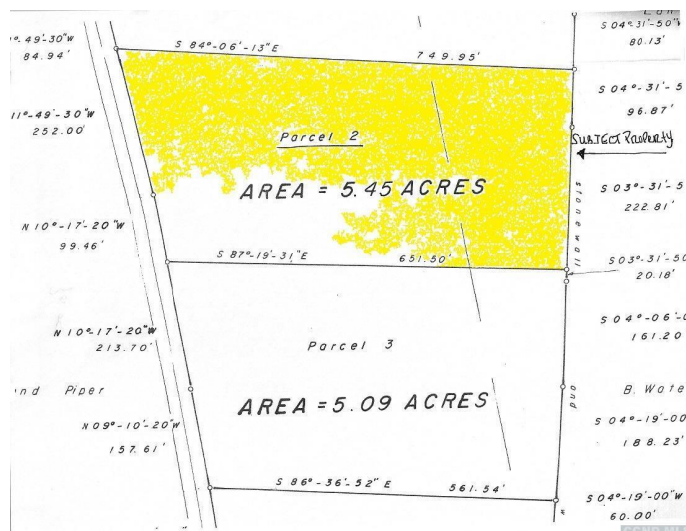 S 04°-31'-50"W
80.13'
°-49'-30"W
84.94'
S 84°-06'-13"E 749.95'
S 04°-31'-5
96.87'
11°-49'-30"W
252.00'
Parcel 2
SUBJECT PROPERTY
AREA = 5.45 ACRES
stonewall
S 03°-31'-5
222.81'
N 10°-17'-20"W
99.46'
S 87°-19'-31"E 651.50'
S 03°-31'-50
20.18'
S 04°-06'-0
161.20
N 10°-17'-20"W
213.70'
Parcel 3
nd Piper
and
B. Wate
AREA = 5.09 ACRES
N 09°-10'-20"W
157.61'
S 04°-19'-00
188.23'
S 86°-36'-52"E 561.54'
S 04°-19'-00"W
60.00'